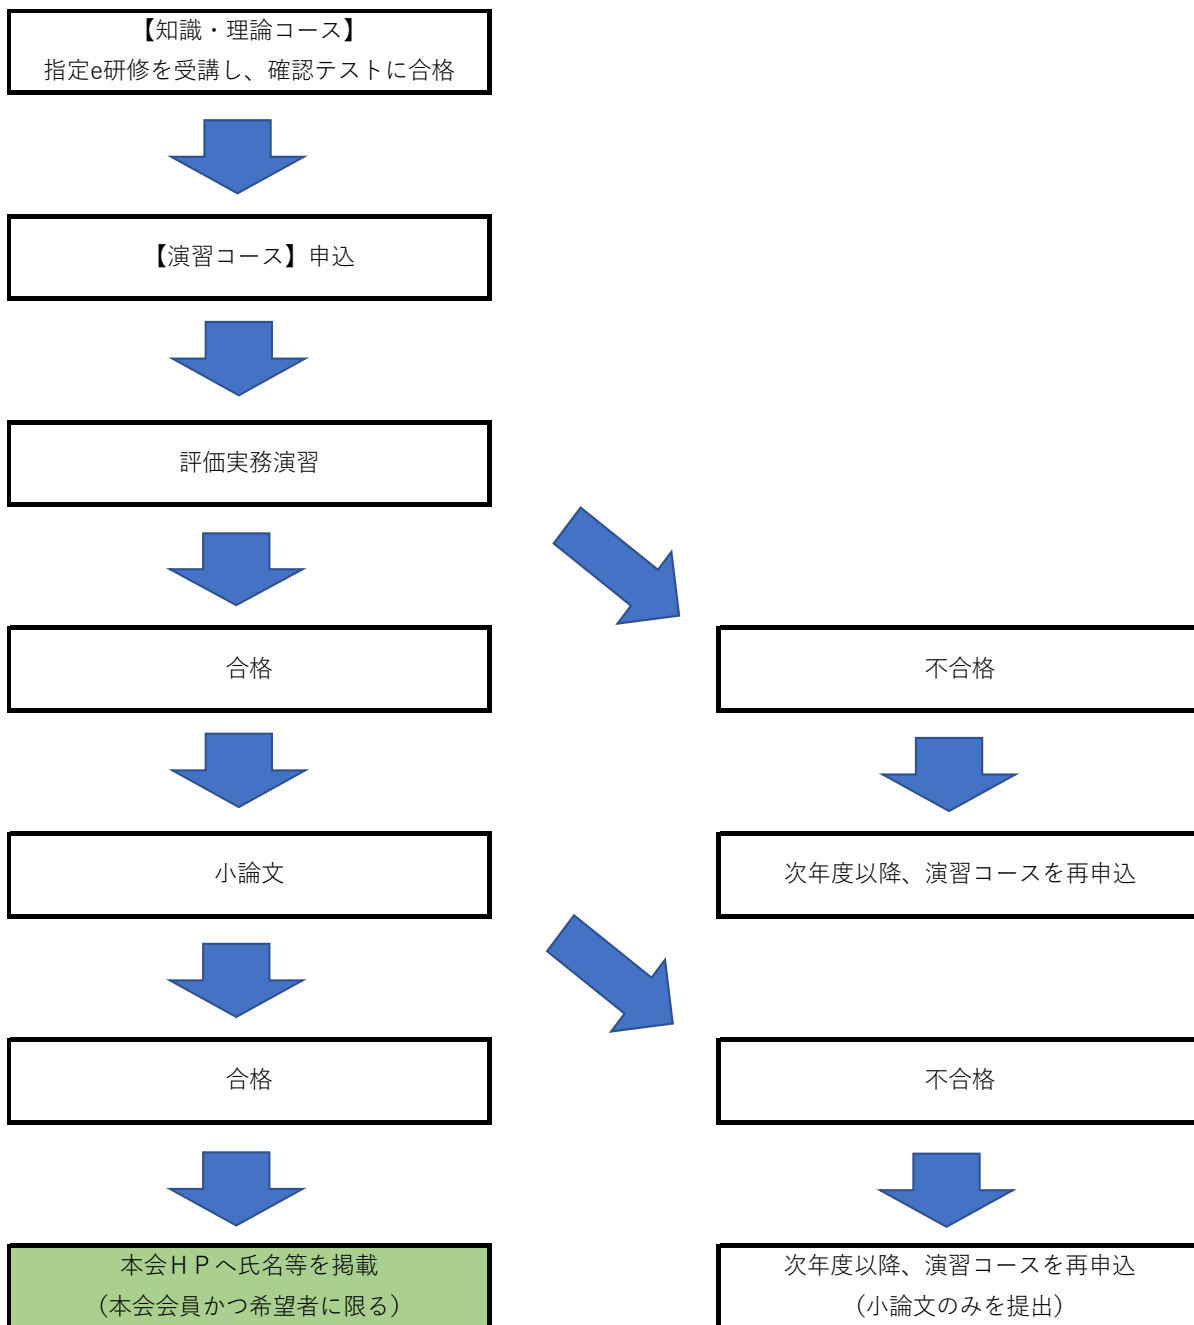 【知識・理論コース】
指定e研修を受講し、確認テストに合格
【演習コース】申込
評価実務演習
合格
不合格
小論文
次年度以降、演習コースを再申込
合格
不合格
本会ＨＰへ氏名等を掲載
（本会会員かつ希望者に限る）
次年度以降、演習コースを再申込
（小論文のみを提出）